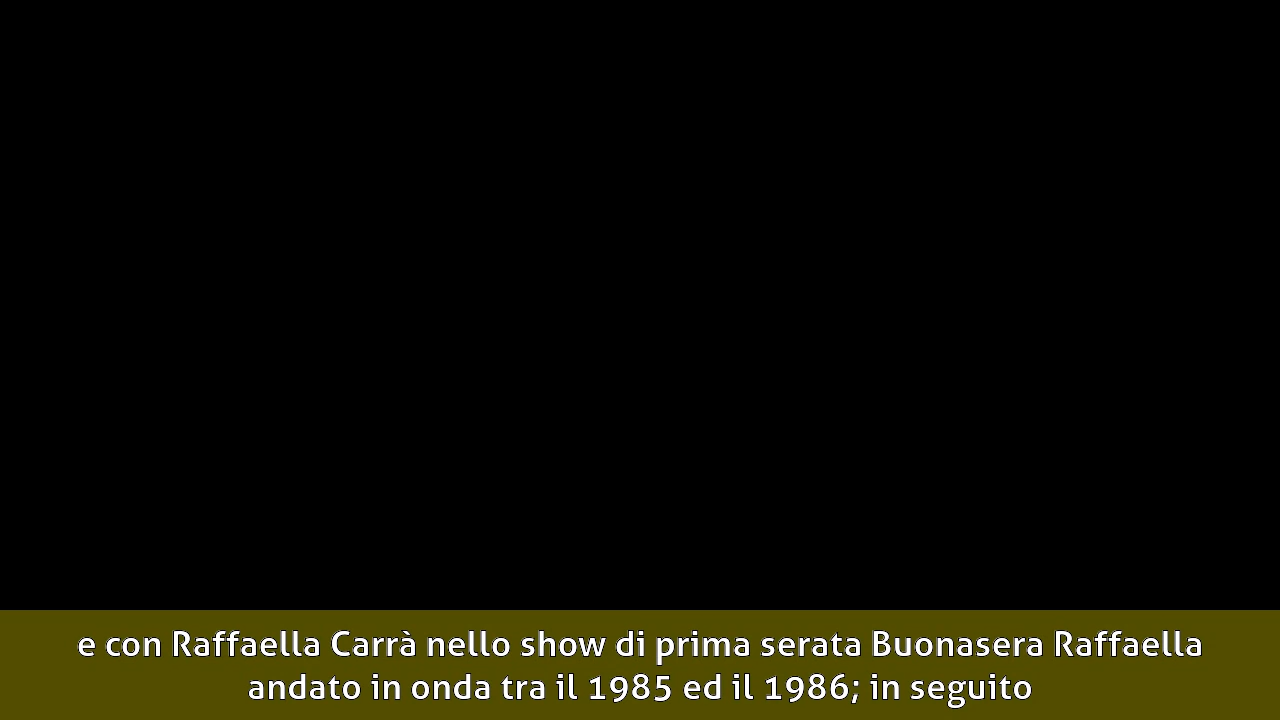 e con Raffaella Carrà nello show di prima serata Buonasera Raffaella
andato in onda tra il 1985 ed il 1986; in seguito